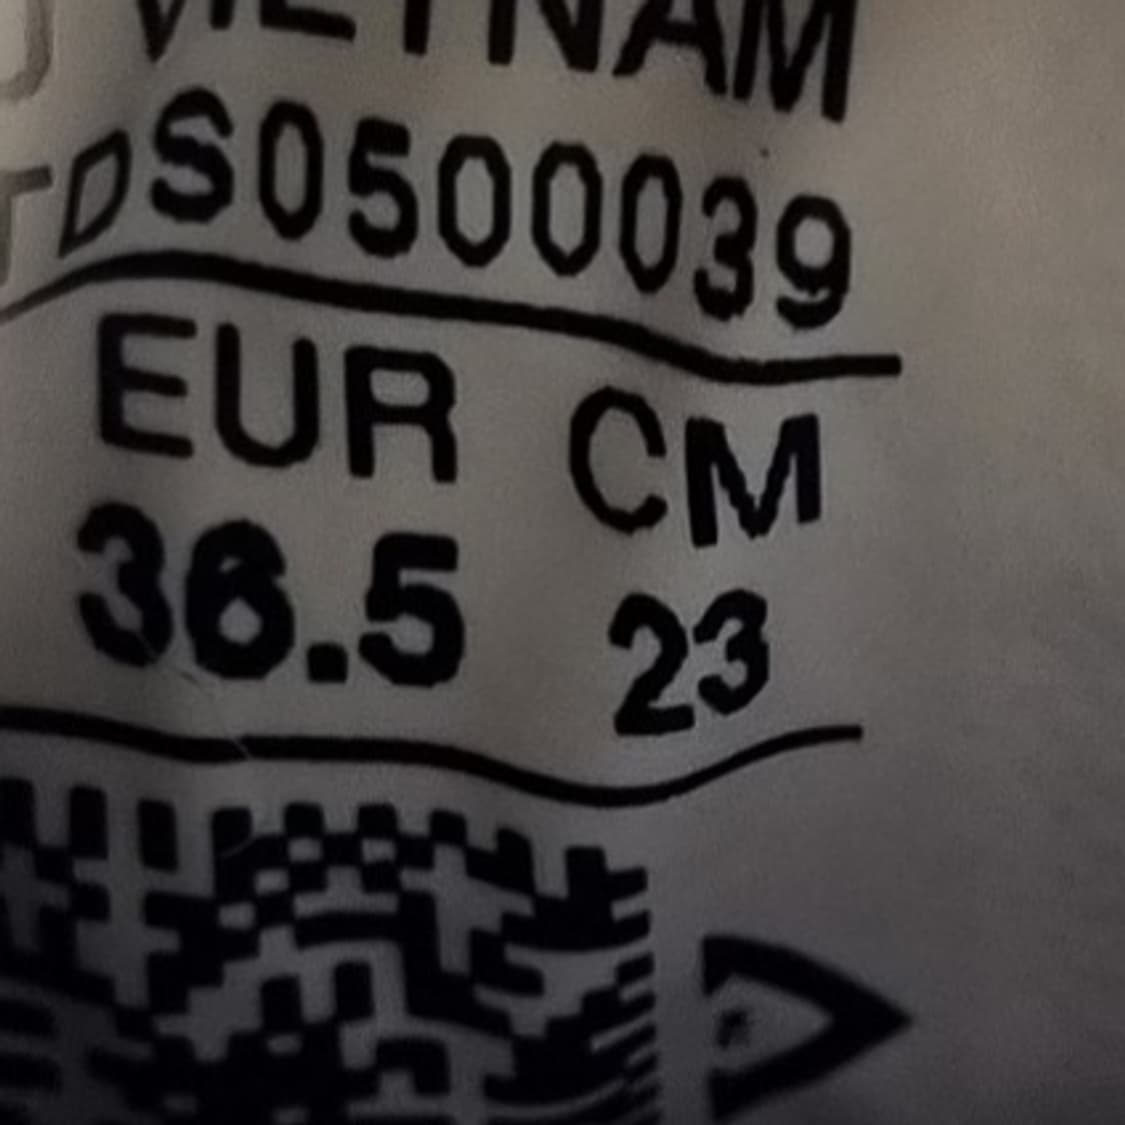 VIETNAM
DS0500039
EUR CM
36.5 23